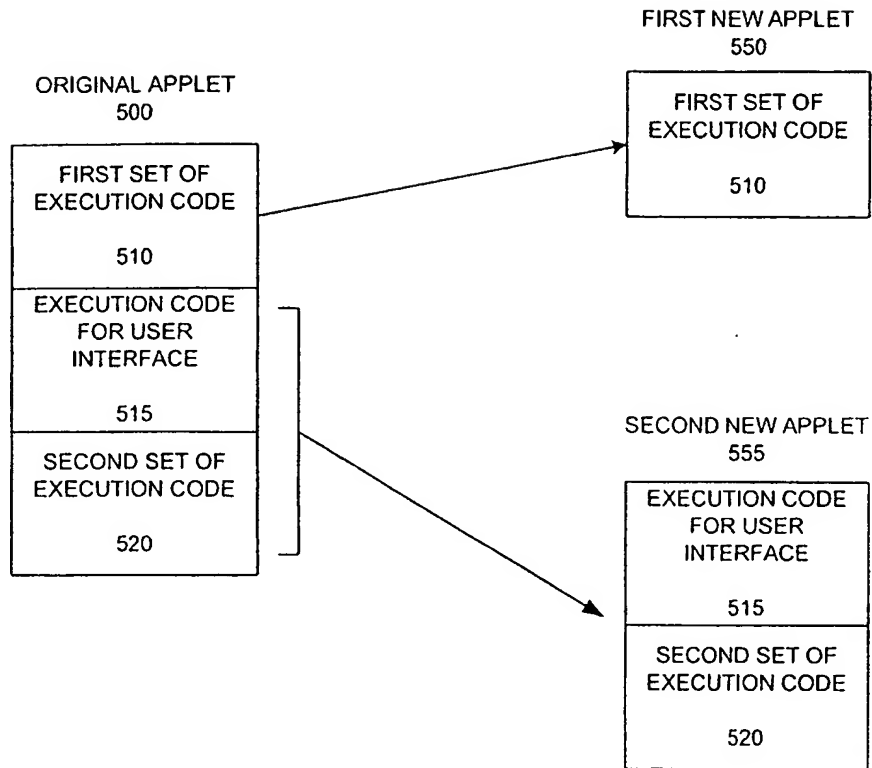 ORIGINAL APPLET
500
FIRST SET OF
EXECUTION CODE
510
EXECUTION CODE
FOR USER
INTERFACE
515
SECOND SET OF
EXECUTION CODE
520
FIRST NEW APPLET
550
FIRST SET OF
EXECUTION CODE
510
SECOND NEW APPLET
555
EXECUTION CODE
FOR USER
INTERFACE
515
SECOND SET OF
EXECUTION CODE
520